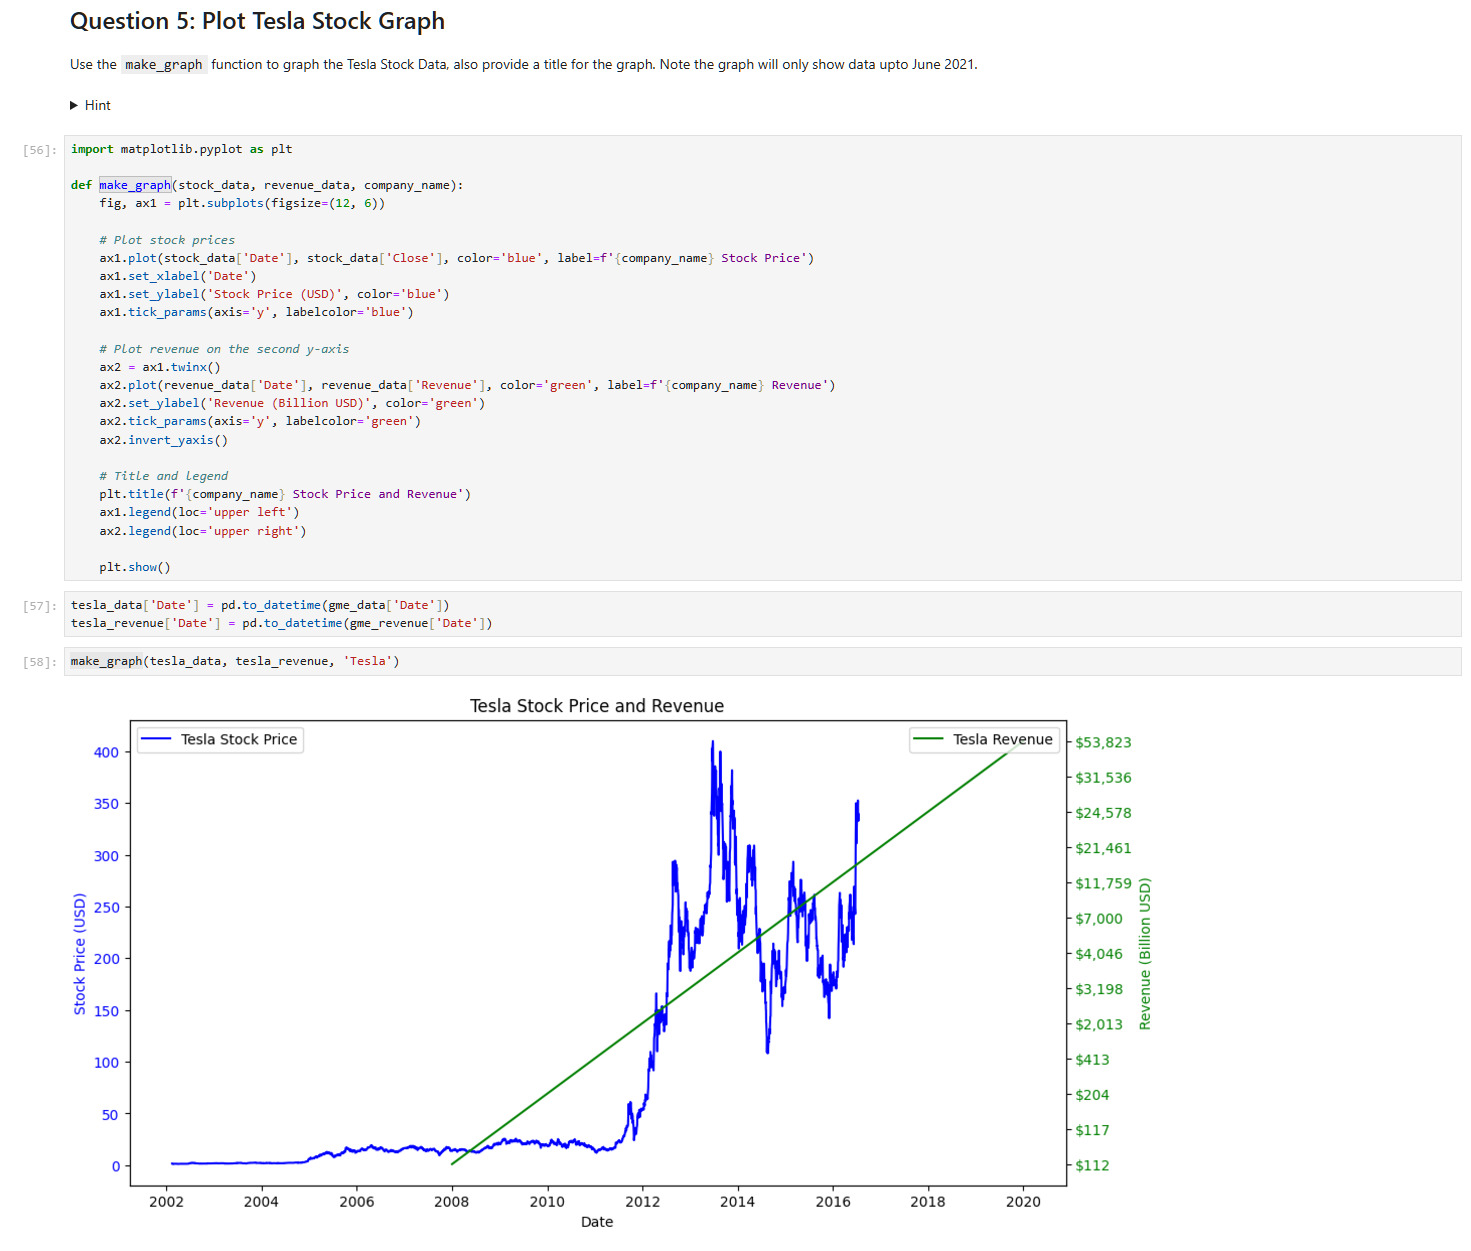 Question 5: Plot Tesla Stock Graph
Use the make_graph function to graph the Tesla Stock Data, also provide a title for the graph. Note the graph will only show data upto June 2021.
▶ Hint
[56]:
import matplotlib.pyplot as plt
def make_graph(stock_data, revenue_data, company_name):
    fig, ax1 = plt.subplots(figsize=(12, 6))
    # Plot stock prices
    ax1.plot(stock_data['Date'], stock_data['Close'], color='blue', label=f'{company_name} Stock Price')
    ax1.set_xlabel('Date')
    ax1.set_ylabel('Stock Price (USD)', color='blue')
    ax1.tick_params(axis='y', labelcolor='blue')
    # Plot revenue on the second y-axis
    ax2 = ax1.twinx()
    ax2.plot(revenue_data['Date'], revenue_data['Revenue'], color='green', label=f'{company_name} Revenue')
    ax2.set_ylabel('Revenue (Billion USD)', color='green')
    ax2.tick_params(axis='y', labelcolor='green')
    ax2.invert_yaxis()
    # Title and legend
    plt.title(f'{company_name} Stock Price and Revenue')
    ax1.legend(loc='upper left')
    ax2.legend(loc='upper right')
    plt.show()
[57]:
tesla_data['Date'] = pd.to_datetime(gme_data['Date'])
tesla_revenue['Date'] = pd.to_datetime(gme_revenue['Date'])
[58]:
make_graph(tesla_data, tesla_revenue, 'Tesla')
Tesla Stock Price and Revenue
Tesla Stock Price
Tesla Revenue
Stock Price (USD)
400
350
300
250
200
150
100
50
0
$53,823
$31,536
$24,578
$21,461
$11,759
$7,000
$4,046
$3,198
$2,013
$413
$204
$117
$112
Revenue (Billion USD)
2002 2004 2006 2008 2010 2012 2014 2016 2018 2020
Date